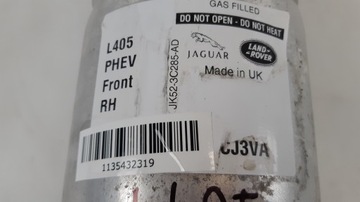 GAS FILLED
DO NOT OPEN - DO NOT HEAT
L405
PHEV
Front
RH
JK52-3C285-AD
JAGUAR
LAND-
ROVER
Made in UK
1135432319
CJ3VA
L405